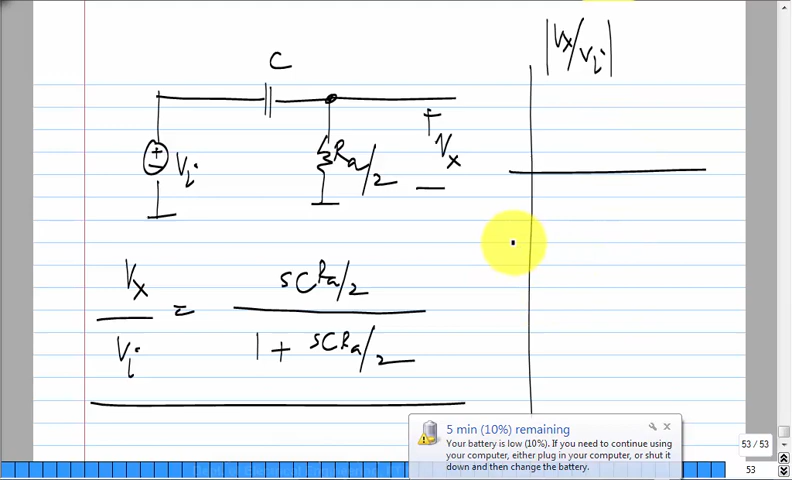 C
|Vx/Vi|
+
-
Vi
Ra/2
+
Vx
-
Vx/Vi = (sCRa/2)/(1 + sCRa/2)
5 min (10%) remaining
Your battery is low (10%). If you need to continue using
your computer, either plug in your computer, or shut it
down and then change the battery.
53 / 53
53